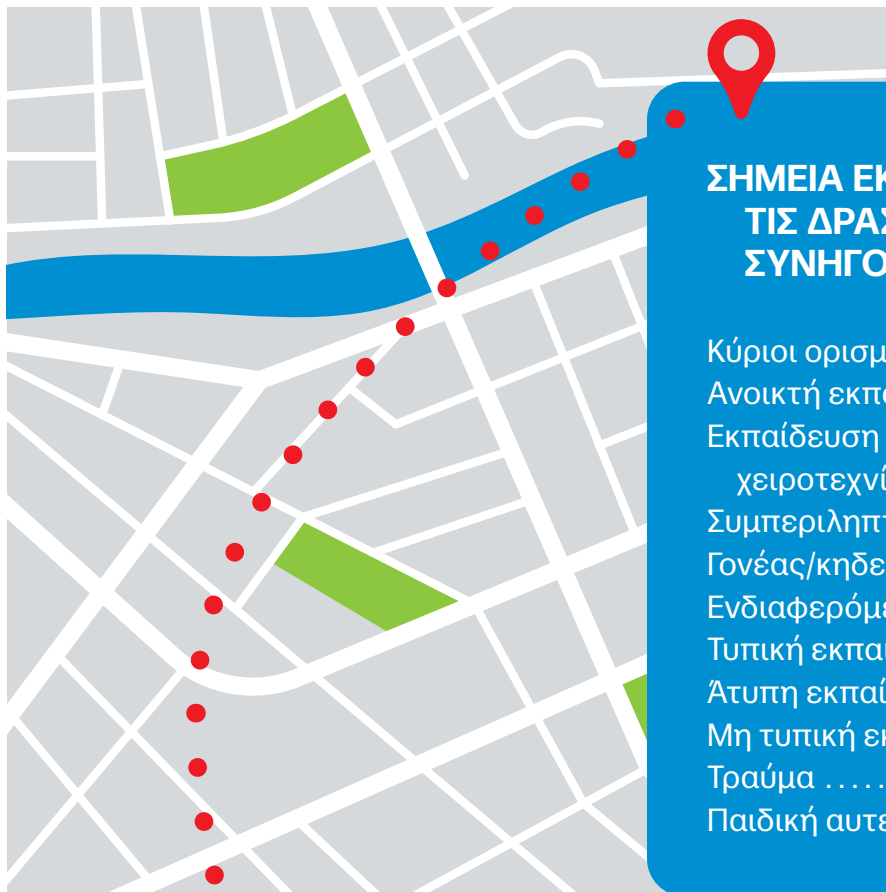 ΣΗΜΕΙΑ ΕΚ
ΤΙΣ ΔΡΑΣ
ΣΥΝΗΓΟ
Κύριοι ορισμ
Ανοικτή εκπα
Εκπαίδευση
χειροτεχνί
Συμπεριληπτ
Γονέας/κηδε
Ενδιαφερόμε
Τυπική εκπαι
Άτυπη εκπαί
Μη τυπική εκ
Τραύμα .....
Παιδική αυτε